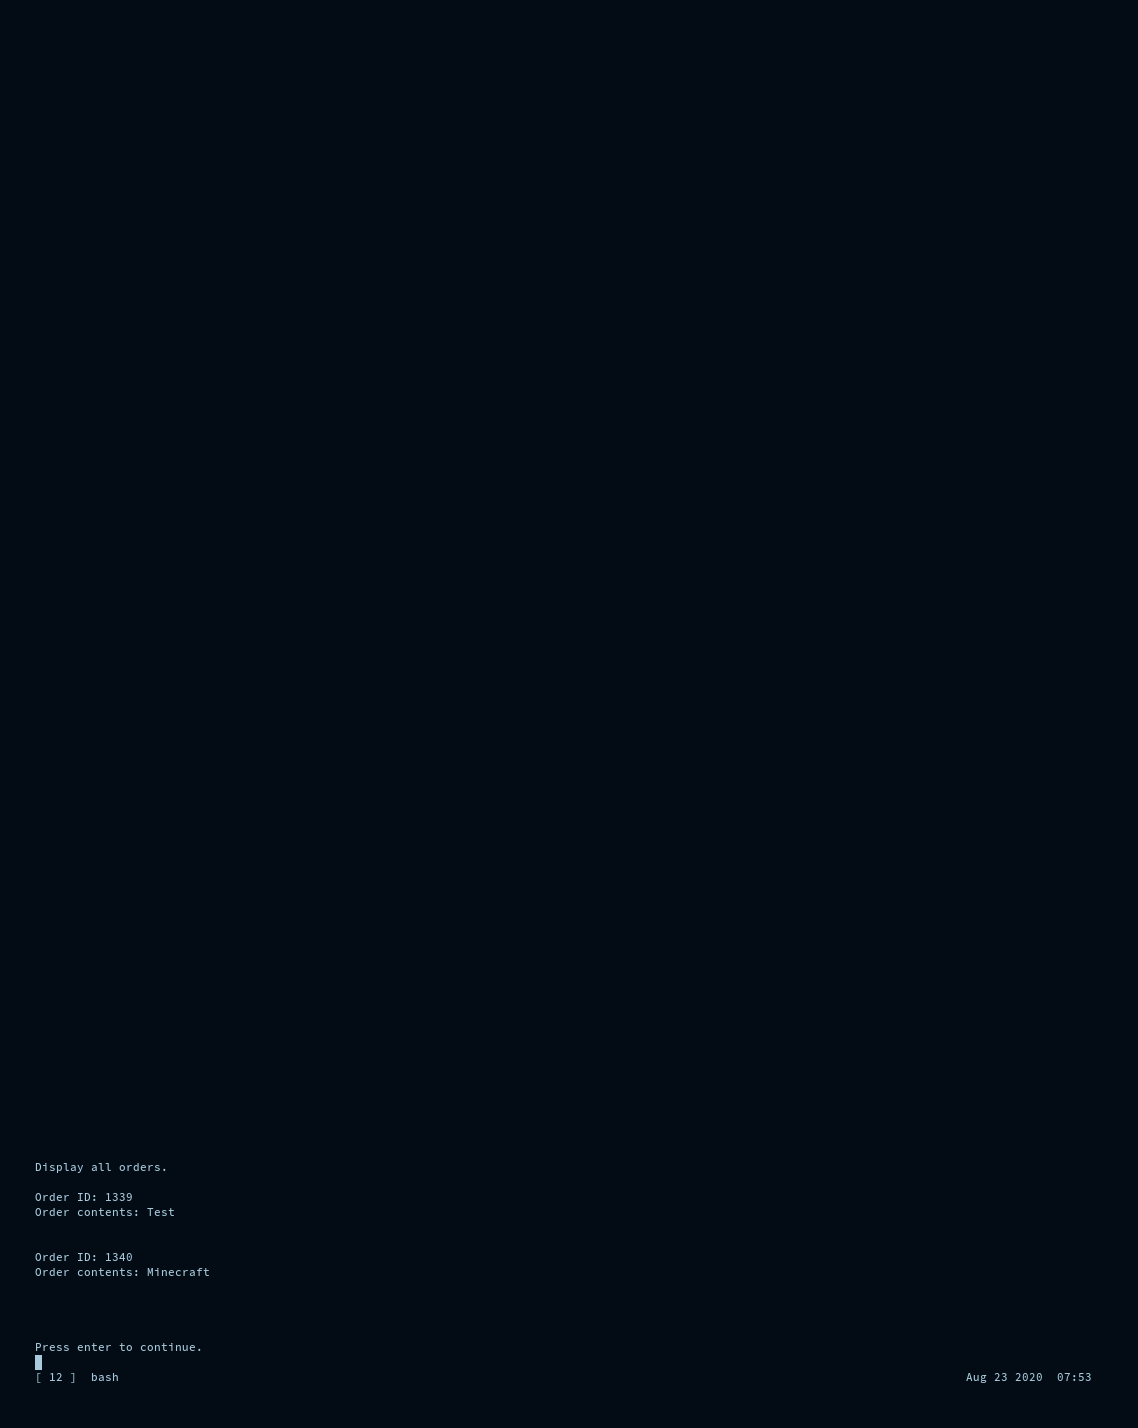 Display all orders.
Order ID: 1339
Order contents: Test
Order ID: 1340
Order contents: Minecraft
Press enter to continue.
[ 12 ]  bash  Aug 23 2020  07:53